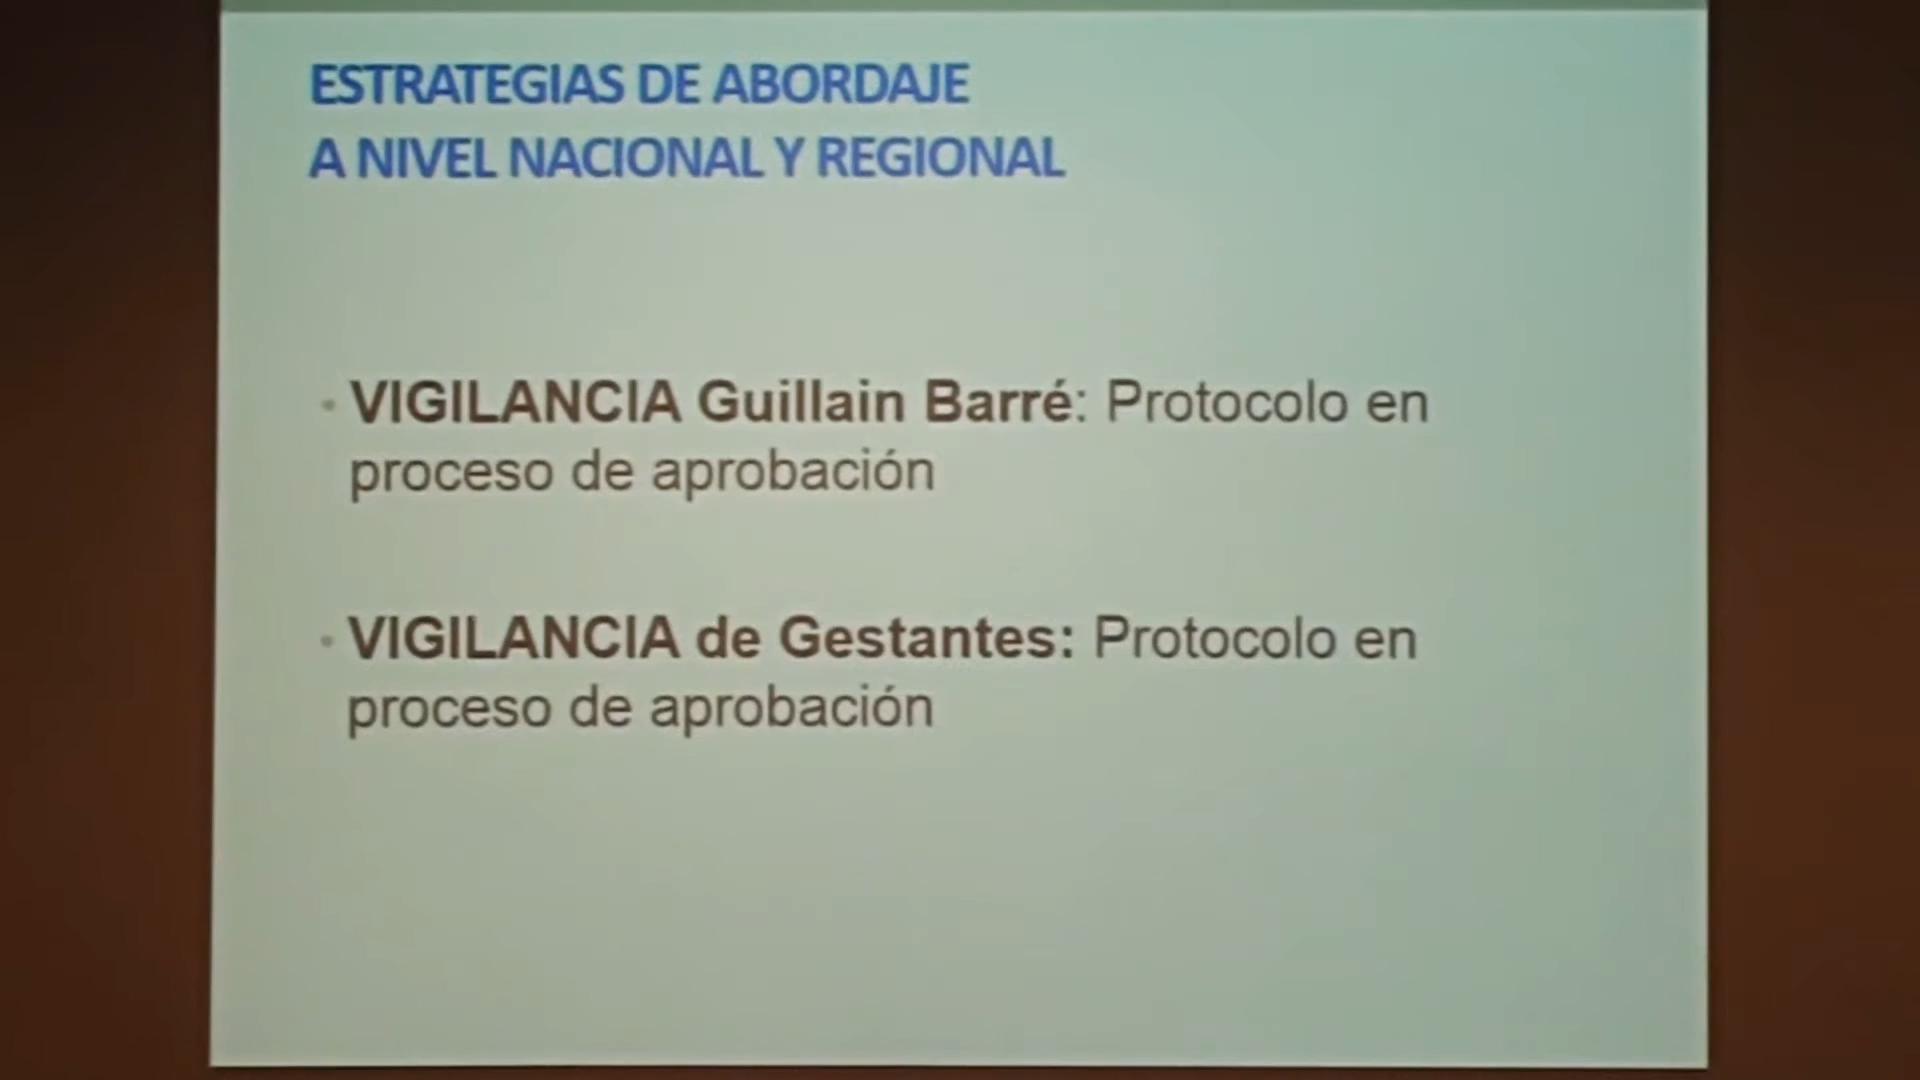 ESTRATEGIAS DE ABORDAJE
A NIVEL NACIONAL Y REGIONAL
• VIGILANCIA Guillain Barré: Protocolo en
proceso de aprobación
• VIGILANCIA de Gestantes: Protocolo en
proceso de aprobación